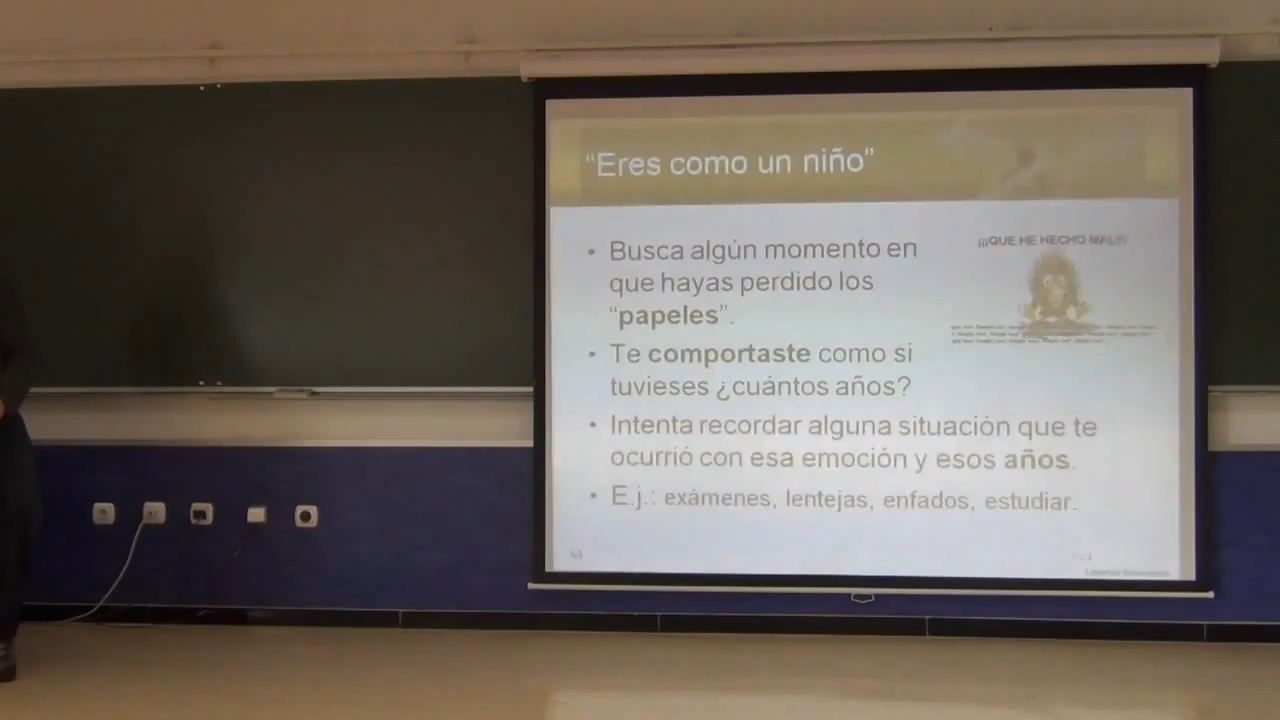 “Eres como un niño”
• Busca algún momento en
que hayas perdido los
“papeles”.
• Te comportaste como si
tuvieses ¿cuántos años?
• Intenta recordar alguna situación que te
ocurrió con esa emoción y esos años.
• E.j.: exámenes, lentejas, enfados, estudiar.
¡¡¡QUE HE HECHO MAL!!!